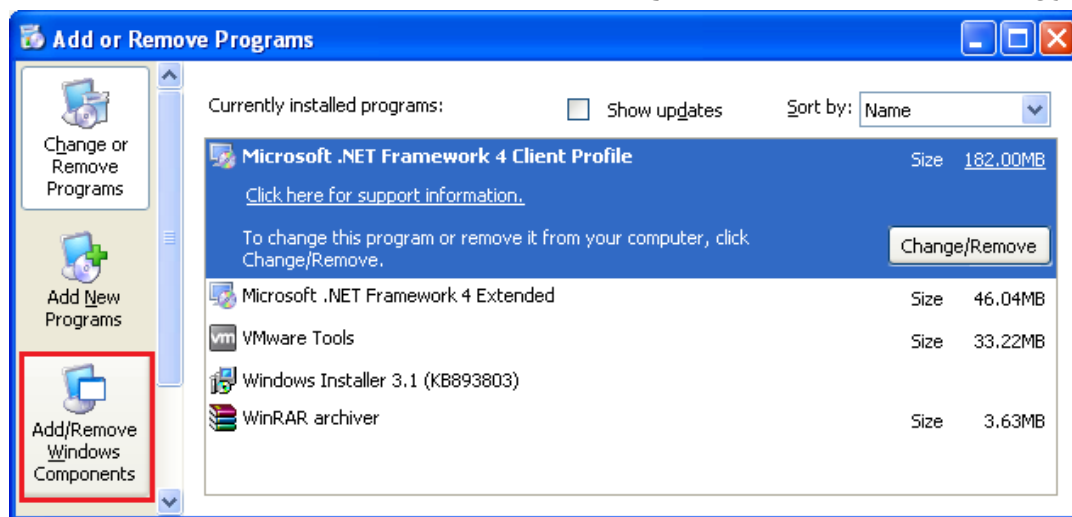 Add or Remove Programs
Change or
Remove
Programs
Add New
Programs
Add/Remove
Windows
Components
Currently installed programs:
Show updates
Sort by:
Name
Microsoft .NET Framework 4 Client Profile
Size 182.00MB
Click here for support information.
To change this program or remove it from your computer, click
Change/Remove.
Change/Remove
Microsoft .NET Framework 4 Extended
Size 46.04MB
vm
VMware Tools
Size 33.22MB
Windows Installer 3.1 (KB893803)
WinRAR archiver
Size 3.63MB